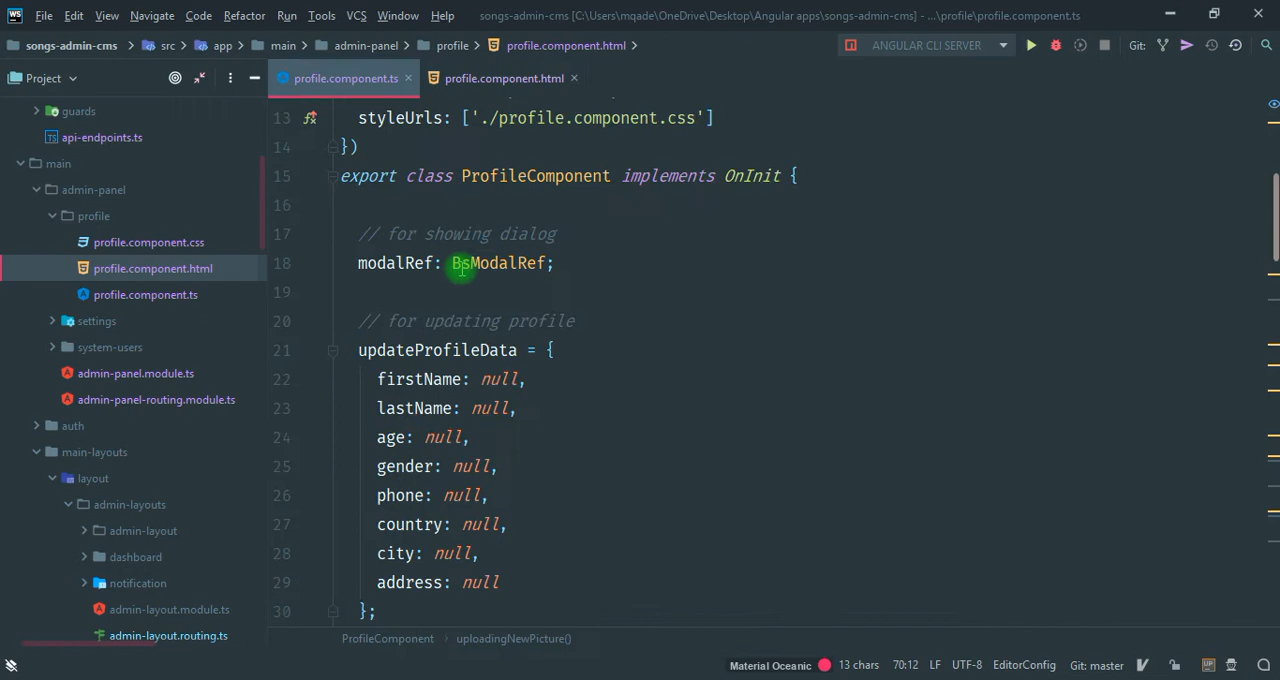 WS File Edit View Navigate Code Refactor Run Tools VCS Window Help songs-admin-cms [C:\Users\mqade\OneDrive\Desktop\Angular apps\songs-admin-cms] - ...\profile\profile.component.ts
songs-admin-cms src app main admin-panel profile profile.component.html ANGULAR CLI SERVER Git:
Project profile.component.ts profile.component.html
guards
api-endpoints.ts
main
admin-panel
profile
profile.component.css
profile.component.html
profile.component.ts
settings
system-users
admin-panel.module.ts
admin-panel-routing.module.ts
auth
main-layouts
layout
admin-layouts
admin-layout
dashboard
notification
admin-layout.module.ts
admin-layout.routing.ts
13 styleUrls: ['./profile.component.css']
14 })
15 export class ProfileComponent implements OnInit {
16
17 // for showing dialog
18 modalRef: BsModalRef;
19
20 // for updating profile
21 updateProfileData = {
22 firstName: null,
23 lastName: null,
24 age: null,
25 gender: null,
26 phone: null,
27 country: null,
28 city: null,
29 address: null
30 };
ProfileComponent uploadingNewPicture()
Material Oceanic 13 chars 70:12 LF UTF-8 EditorConfig Git: master UP